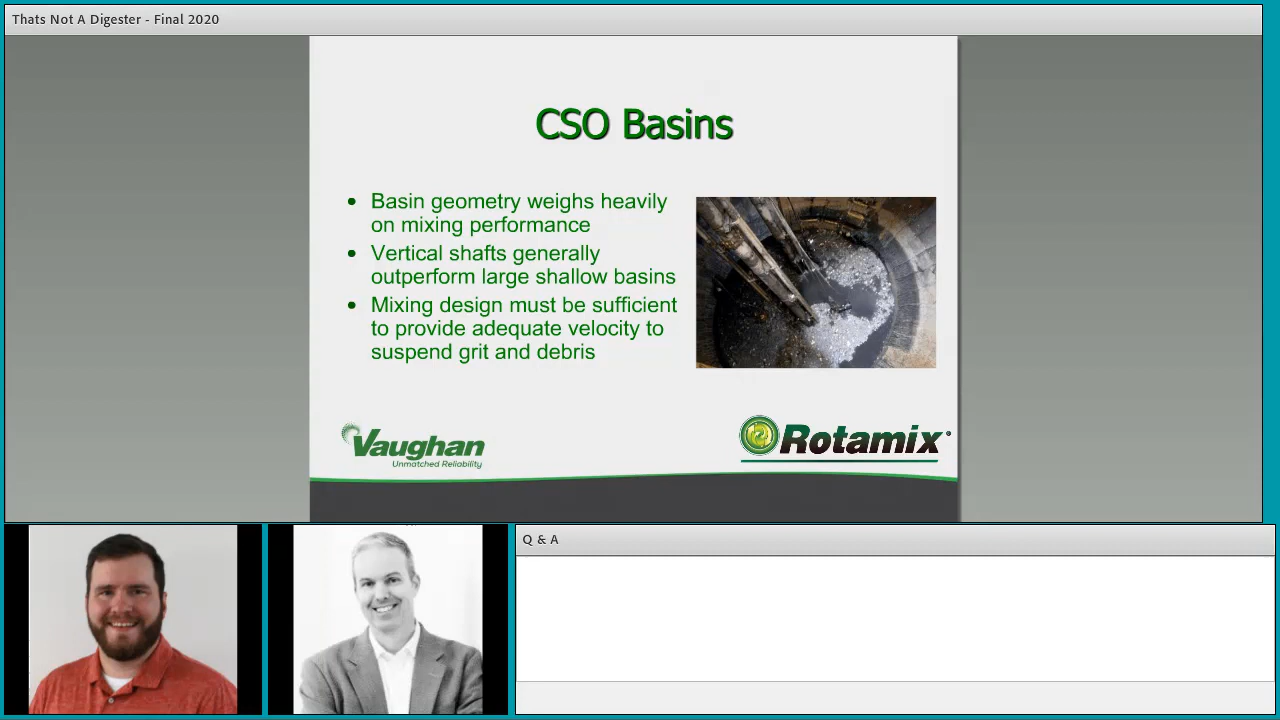 Thats Not A Digester - Final 2020
CSO Basins
• Basin geometry weighs heavily
on mixing performance
• Vertical shafts generally
outperform large shallow basins
• Mixing design must be sufficient
to provide adequate velocity to
suspend grit and debris
Vaughan
Unmatched Reliability
Rotamix®
Q & A